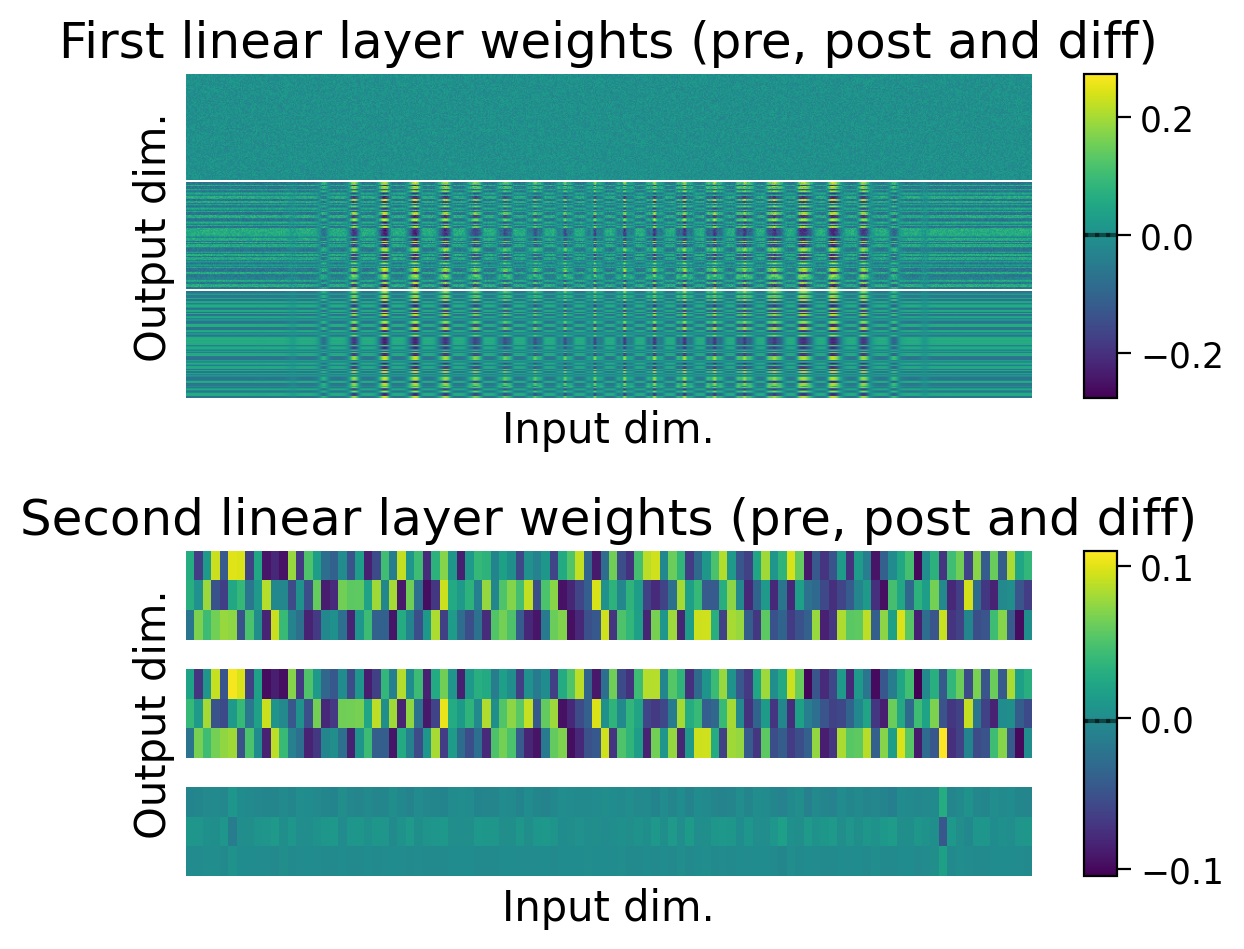 First linear layer weights (pre, post and diff)
Output dim.
0.2
0.0
−0.2
Input dim.
Second linear layer weights (pre, post and diff)
Output dim.
0.1
0.0
−0.1
Input dim.